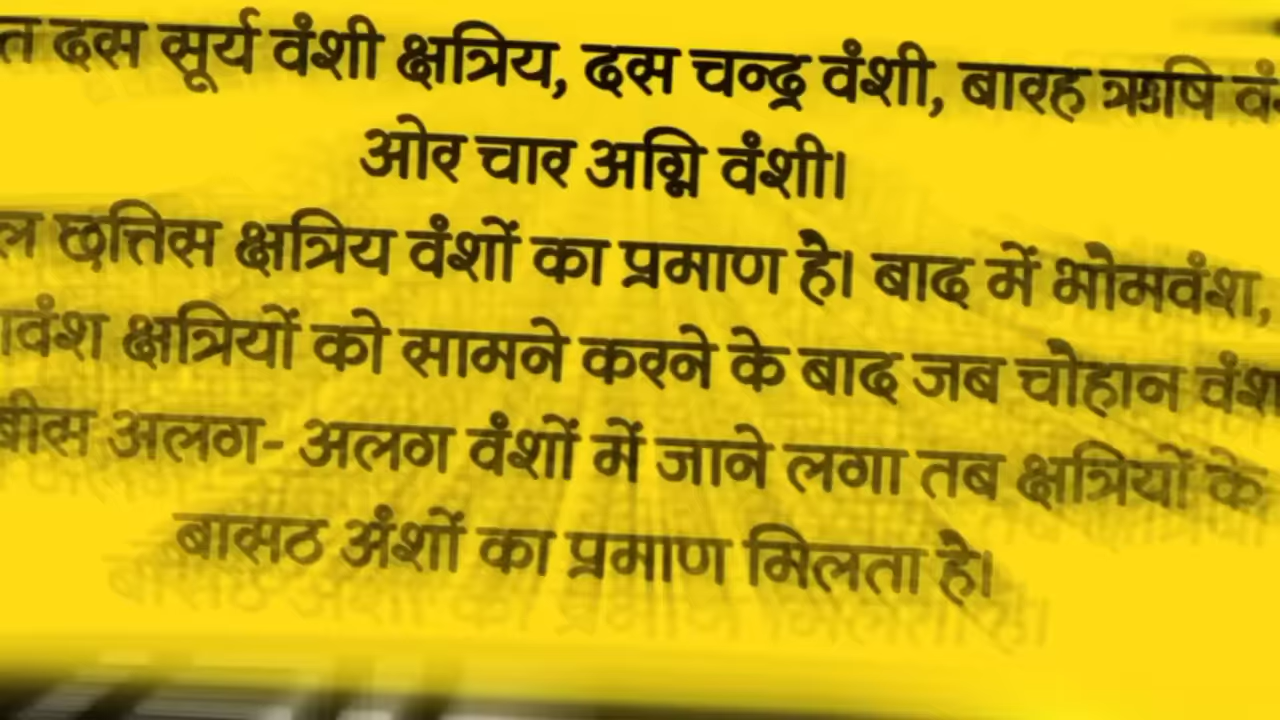 दस सूर्य वंशी क्षत्रिय, दस चन्द्र वंशी, बारह ऋषि
ओर चार अग्नि वंशी।
छत्तिस क्षत्रिय वंशों का प्रमाण हे। बाद में भोमवंश,
क्षत्रियों को सामने करने के बाद जब चोहान वंश
अलग- अलग वंशों में जाने लगा तब क्षत्रियों के
बासठ अंशों का प्रमाण मिलता हे।